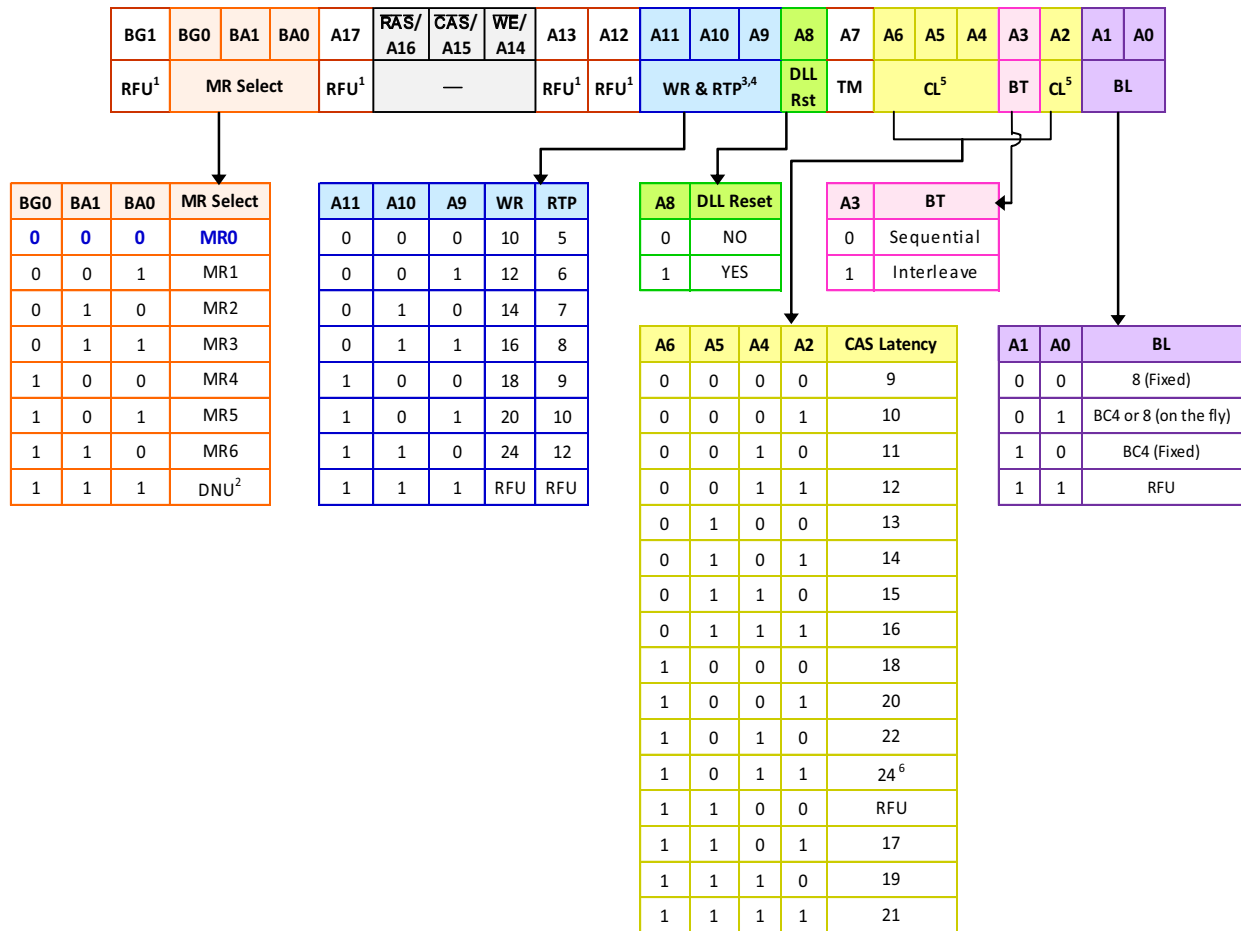 BG1 BG0 BA1 BA0 A17 RAS/ A16 CAS/ A15 WE/ A14 A13 A12 A11 A10 A9 A8 A7 A6 A5 A4 A3 A2 A1 A0
RFU1 MR Select RFU1 — RFU1 RFU1 WR & RTP3,4 DLL Rst TM CL5 BT CL5 BL
BG0 BA1 BA0 MR Select
0 0 0 MR0
0 0 1 MR1
0 1 0 MR2
0 1 1 MR3
1 0 0 MR4
1 0 1 MR5
1 1 0 MR6
1 1 1 DNU2
A11 A10 A9 WR RTP
0 0 0 10 5
0 0 1 12 6
0 1 0 14 7
0 1 1 16 8
1 0 0 18 9
1 0 1 20 10
1 1 0 24 12
1 1 1 RFU RFU
A8 DLL Reset
0 NO
1 YES
A3 BT
0 Sequential
1 Interleave
A6 A5 A4 A2 CAS Latency
0 0 0 0 9
0 0 0 1 10
0 0 1 0 11
0 0 1 1 12
0 1 0 0 13
0 1 0 1 14
0 1 1 0 15
0 1 1 1 16
1 0 0 0 18
1 0 0 1 20
1 0 1 0 22
1 0 1 1 24 6
1 1 0 0 RFU
1 1 0 1 17
1 1 1 0 19
1 1 1 1 21
A1 A0 BL
0 0 8 (Fixed)
0 1 BC4 or 8 (on the fly)
1 0 BC4 (Fixed)
1 1 RFU